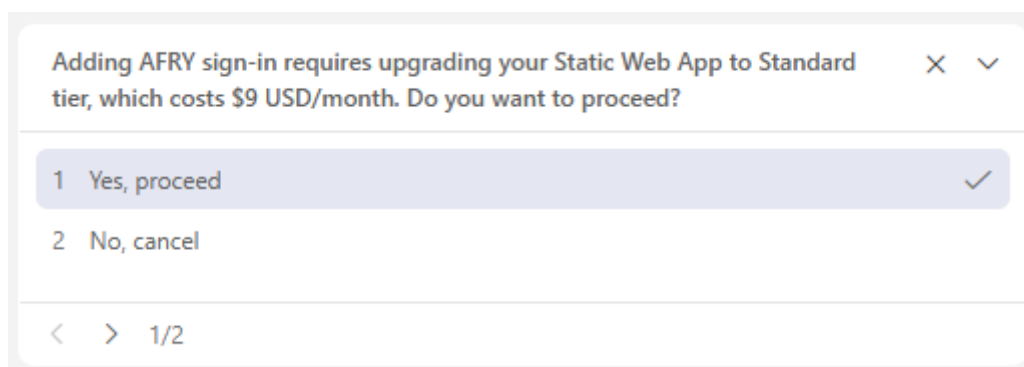 Adding AFRY sign-in requires upgrading your Static Web App to Standard
tier, which costs $9 USD/month. Do you want to proceed?
1 Yes, proceed
2 No, cancel
1/2